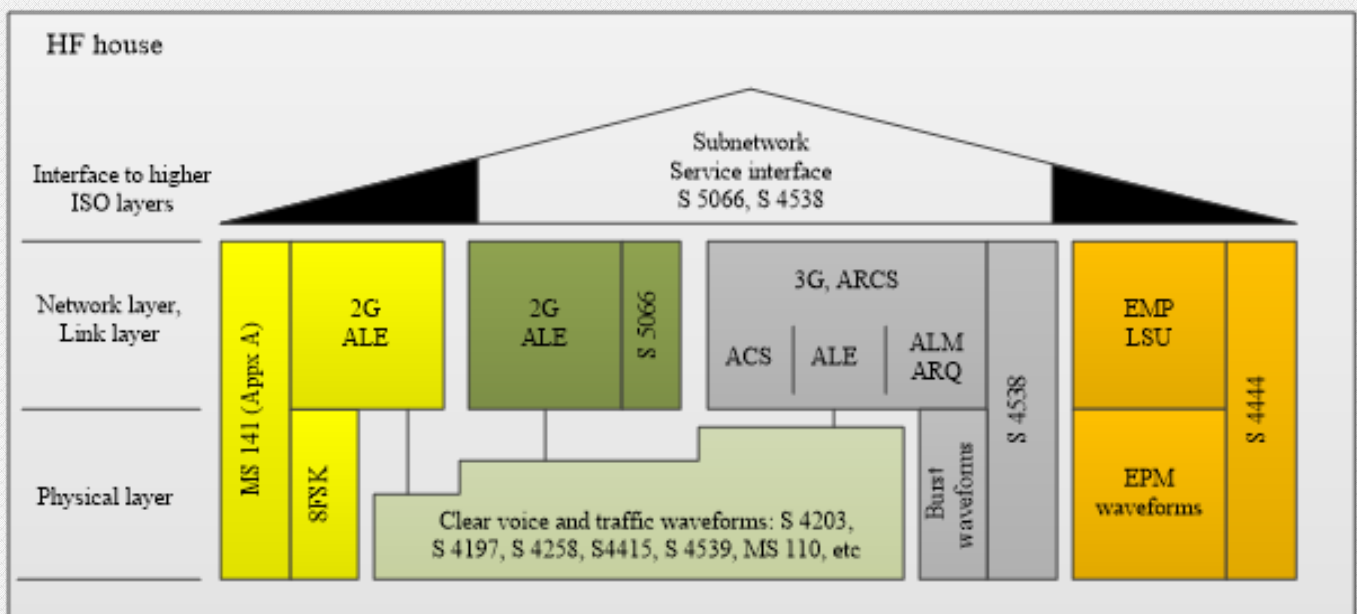 HF house
Interface to higher
ISO layers
Subnetwork
Service interface
S 5066, S 4538
Network layer,
Link layer
Physical layer
MS 141 (Appx A)
2G
ALE
8FSK
2G
ALE
S 5066
3G, ARCS
ACS
ALE
ALM
ARQ
Burst
waveforms
S 4538
EMP
LSU
EPM
waveforms
S 4444
Clear voice and traffic waveforms: S 4203,
S 4197, S 4258, S4415, S 4539, MS 110, etc